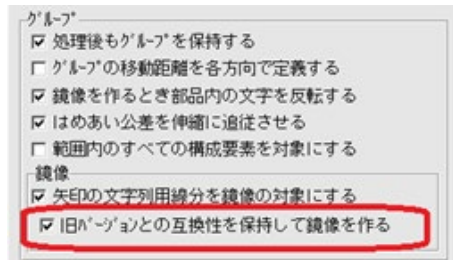 ｸﾞﾙｰﾌﾟ
処理後もｸﾞﾙｰﾌﾟを保持する
ｸﾞﾙｰﾌﾟの移動距離を各方向で定義する
鏡像を作るとき部品内の文字を反転する
はめあい公差を伸縮に追従させる
範囲内のすべての構成要素を対象にする
鏡像
矢印の文字列用線分を鏡像の対象にする
旧ﾊﾞｰｼﾞｮﾝとの互換性を保持して鏡像を作る